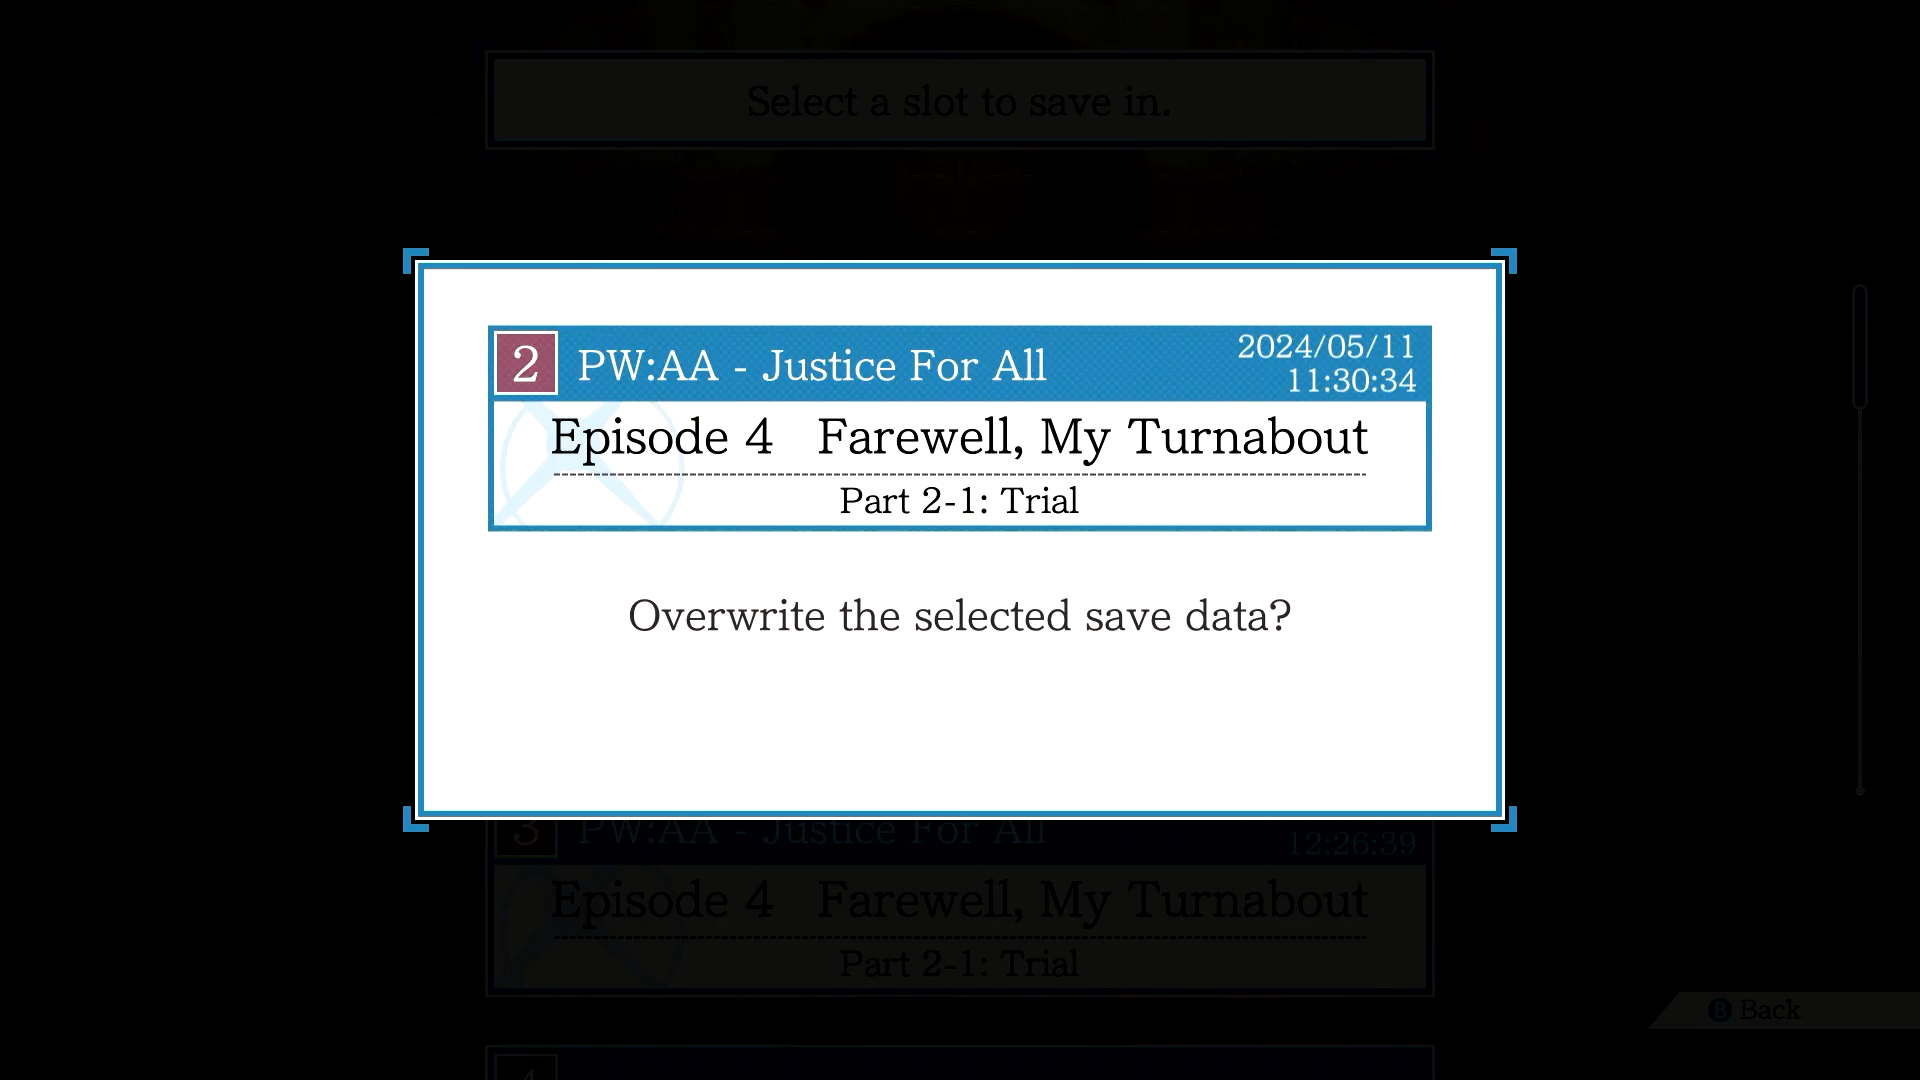 Select a slot to save in.
2 PW:AA - Justice For All 2024/05/11
11:30:34
Episode 4 Farewell, My Turnabout
Part 2-1: Trial
Overwrite the selected save data?
3 PW:AA - Justice For All 12:26:39
Episode 4 Farewell, My Turnabout
Part 2-1: Trial
B Back